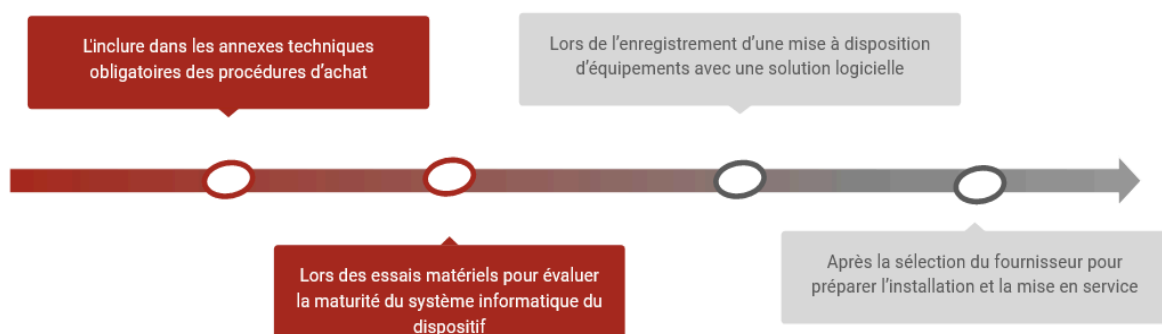 L'inclure dans les annexes techniques
obligatoires des procédures d'achat
Lors de l'enregistrement d'une mise à disposition
d'équipements avec une solution logicielle
Lors des essais matériels pour évaluer
la maturité du système informatique du
dispositif
Après la sélection du fournisseur pour
préparer l'installation et la mise en service